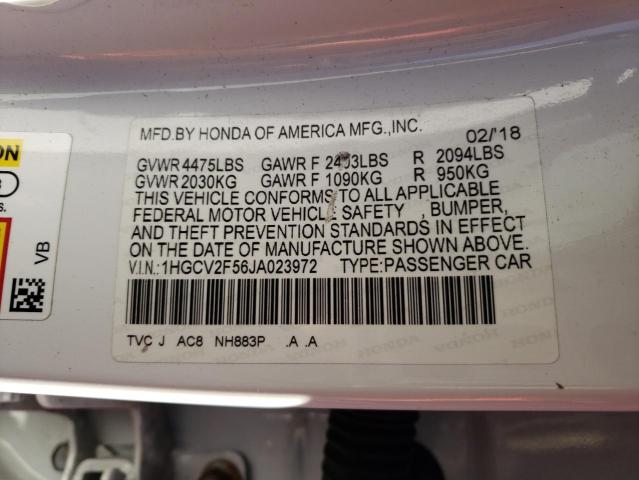 MFD.BY HONDA OF AMERICA MFG.,INC. 02/'18
GVWR 4475LBS GAWR F 2403LBS R 2094LBS
GVWR 2030KG GAWR F 1090KG R 950KG
THIS VEHICLE CONFORMS TO ALL APPLICABLE
FEDERAL MOTOR VEHICLE SAFETY , BUMPER,
AND THEFT PREVENTION STANDARDS IN EFFECT
ON THE DATE OF MANUFACTURE SHOWN ABOVE.
V.I.N.: 1HGCV2F56JA023972 TYPE:PASSENGER CAR
TVC J AC8 NH883P .A .A
VB